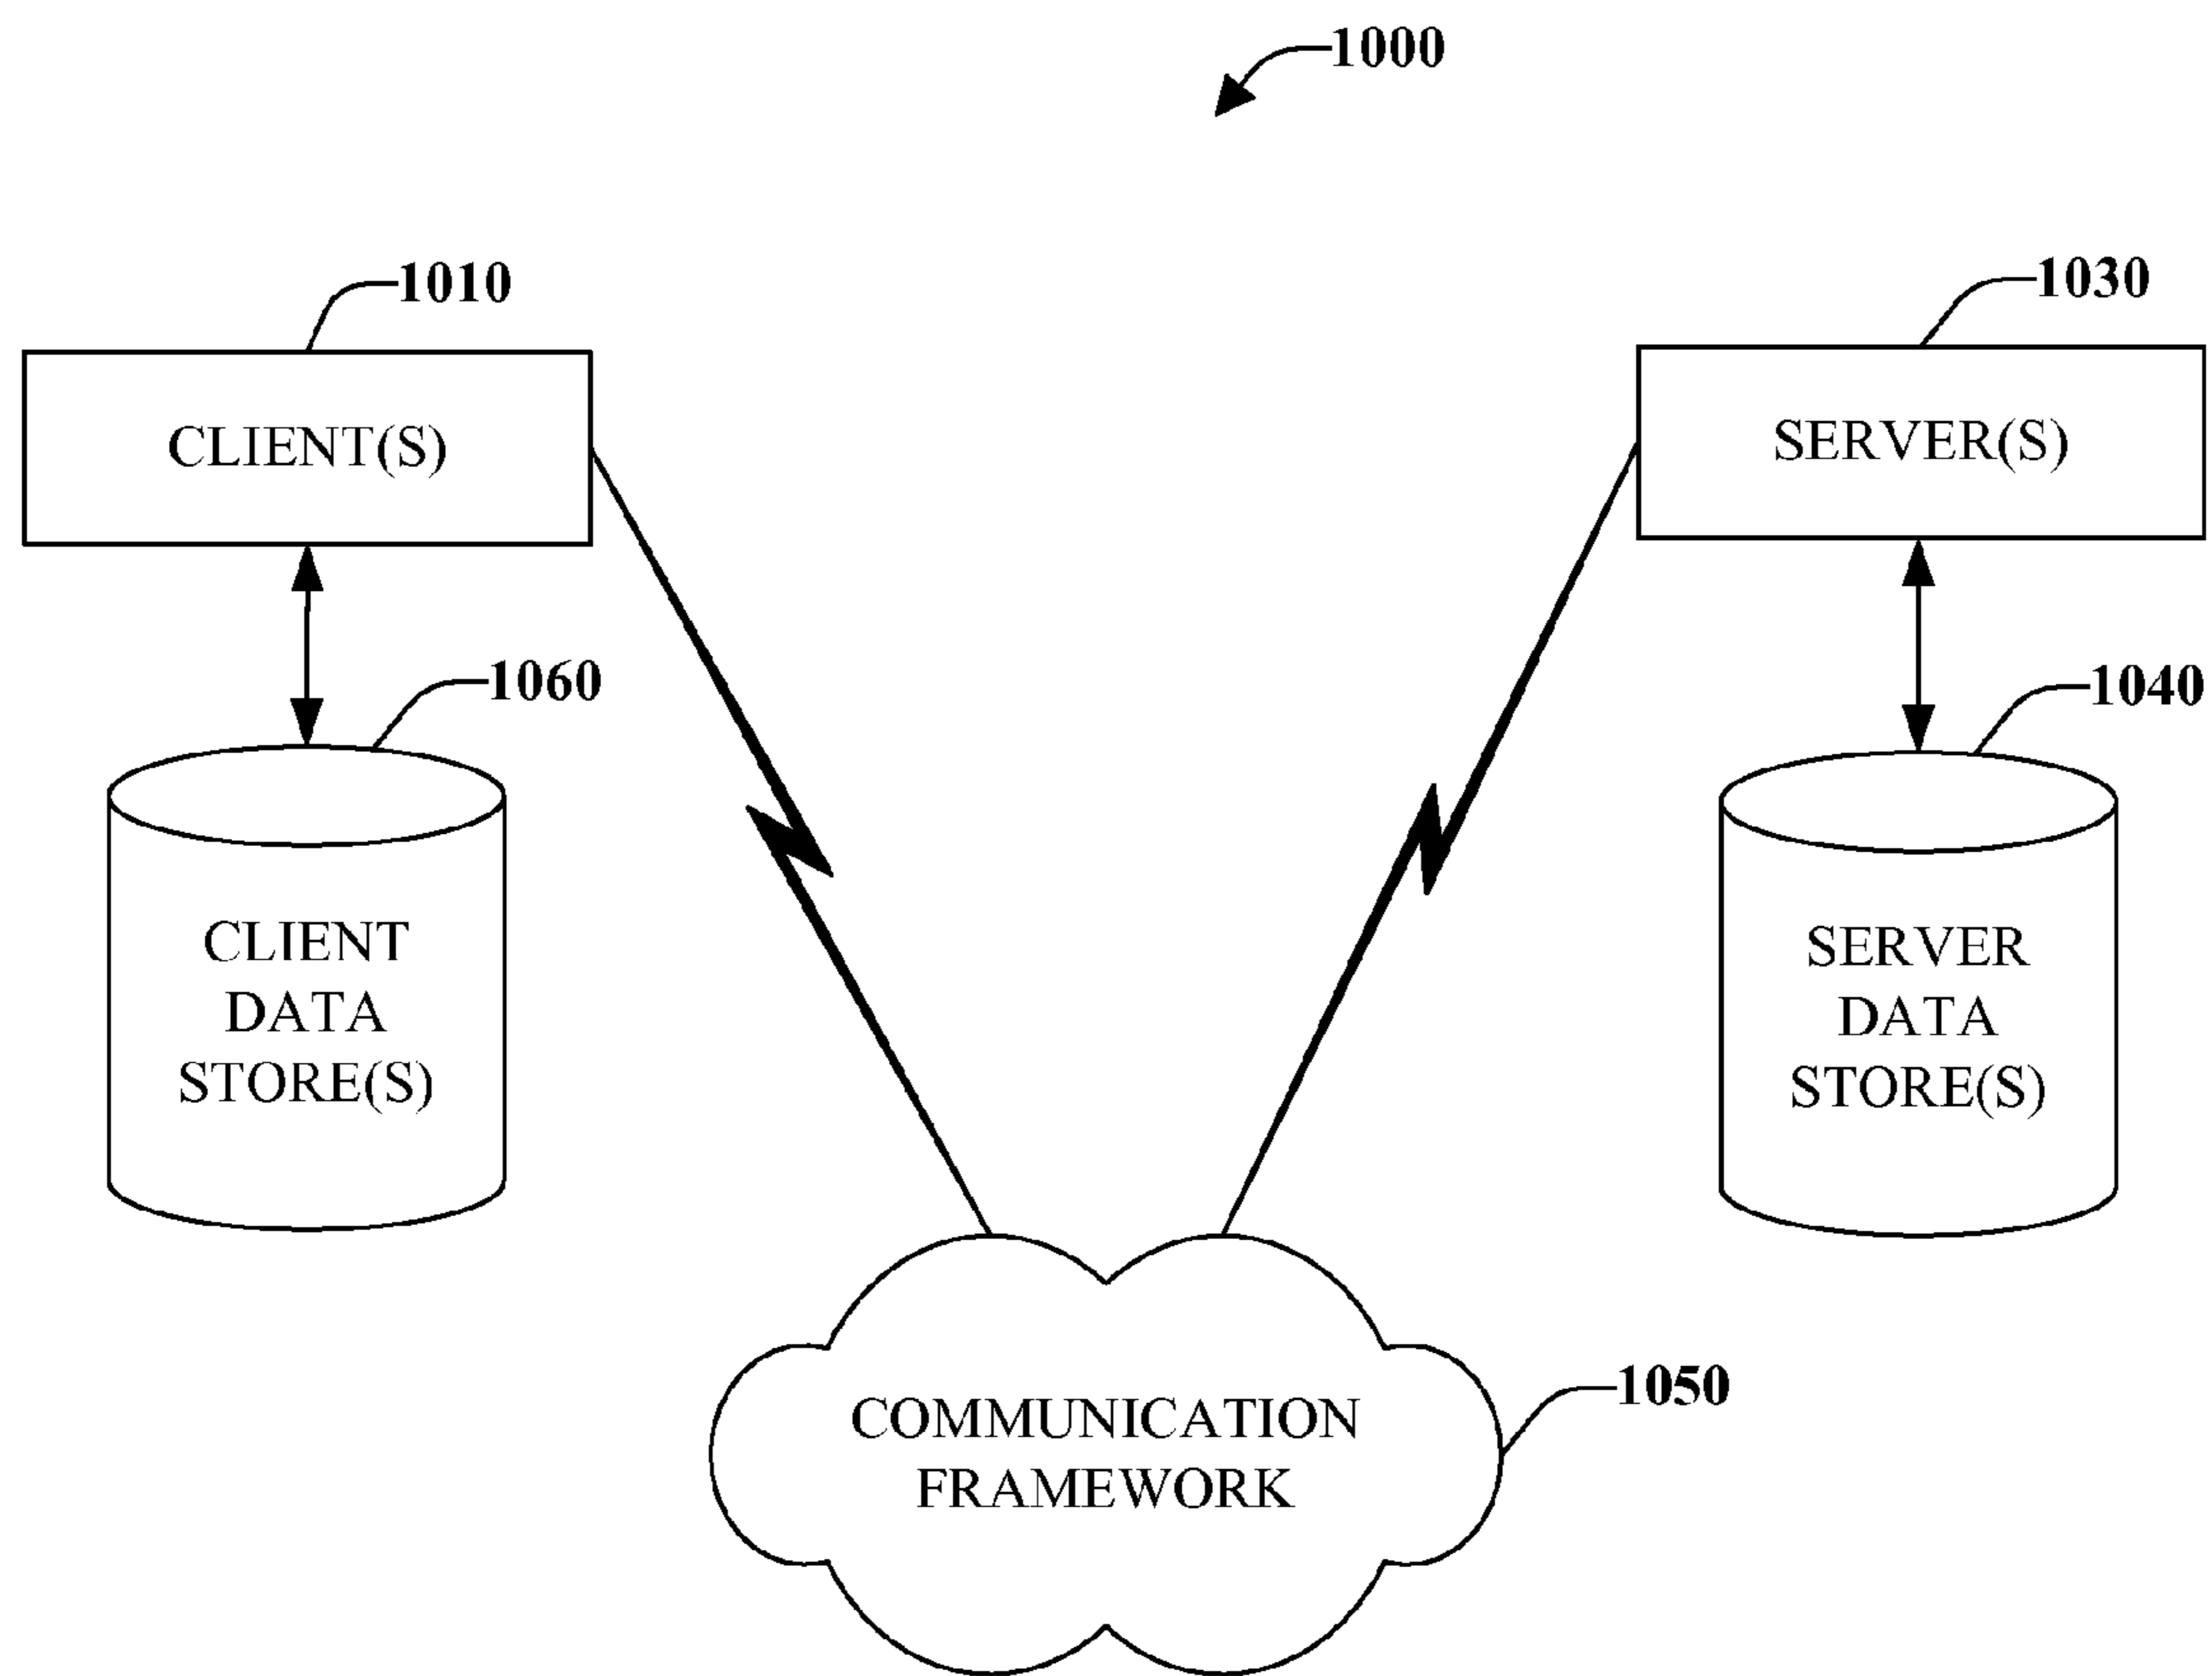 1000
1010
1030
CLIENT(S)
SERVER(S)
1060
1040
CLIENT
DATA
STORE(S)
SERVER
DATA
STORE(S)
1050
COMMUNICATION
FRAMEWORK